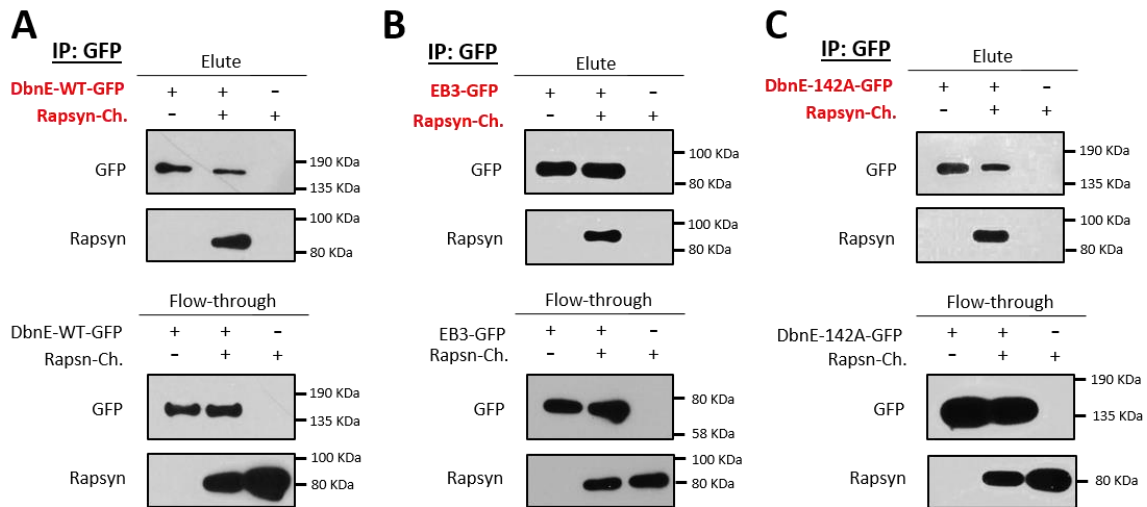 A
IP: GFP
Elute
DbnE-WT-GFP + + -
Rapsyn-Ch. - + +
GFP
190 KDa
135 KDa
Rapsyn
100 KDa
80 KDa
Flow-through
DbnE-WT-GFP + + -
Rapsn-Ch. - + +
GFP
190 KDa
135 KDa
Rapsyn
100 KDa
80 KDa
B
IP: GFP
Elute
EB3-GFP + + -
Rapsyn-Ch. - + +
GFP
100 KDa
80 KDa
Rapsyn
100 KDa
80 KDa
Flow-through
EB3-GFP + + -
Rapsn-Ch. - + +
GFP
80 KDa
58 KDa
Rapsyn
100 KDa
80 KDa
C
IP: GFP
Elute
DbnE-142A-GFP + + -
Rapsyn-Ch. - + +
GFP
190 KDa
135 KDa
Rapsyn
100 KDa
80 KDa
Flow-through
DbnE-142A-GFP + + -
Rapsn-Ch. - + +
GFP
190 KDa
135 KDa
Rapsyn
80 KDa